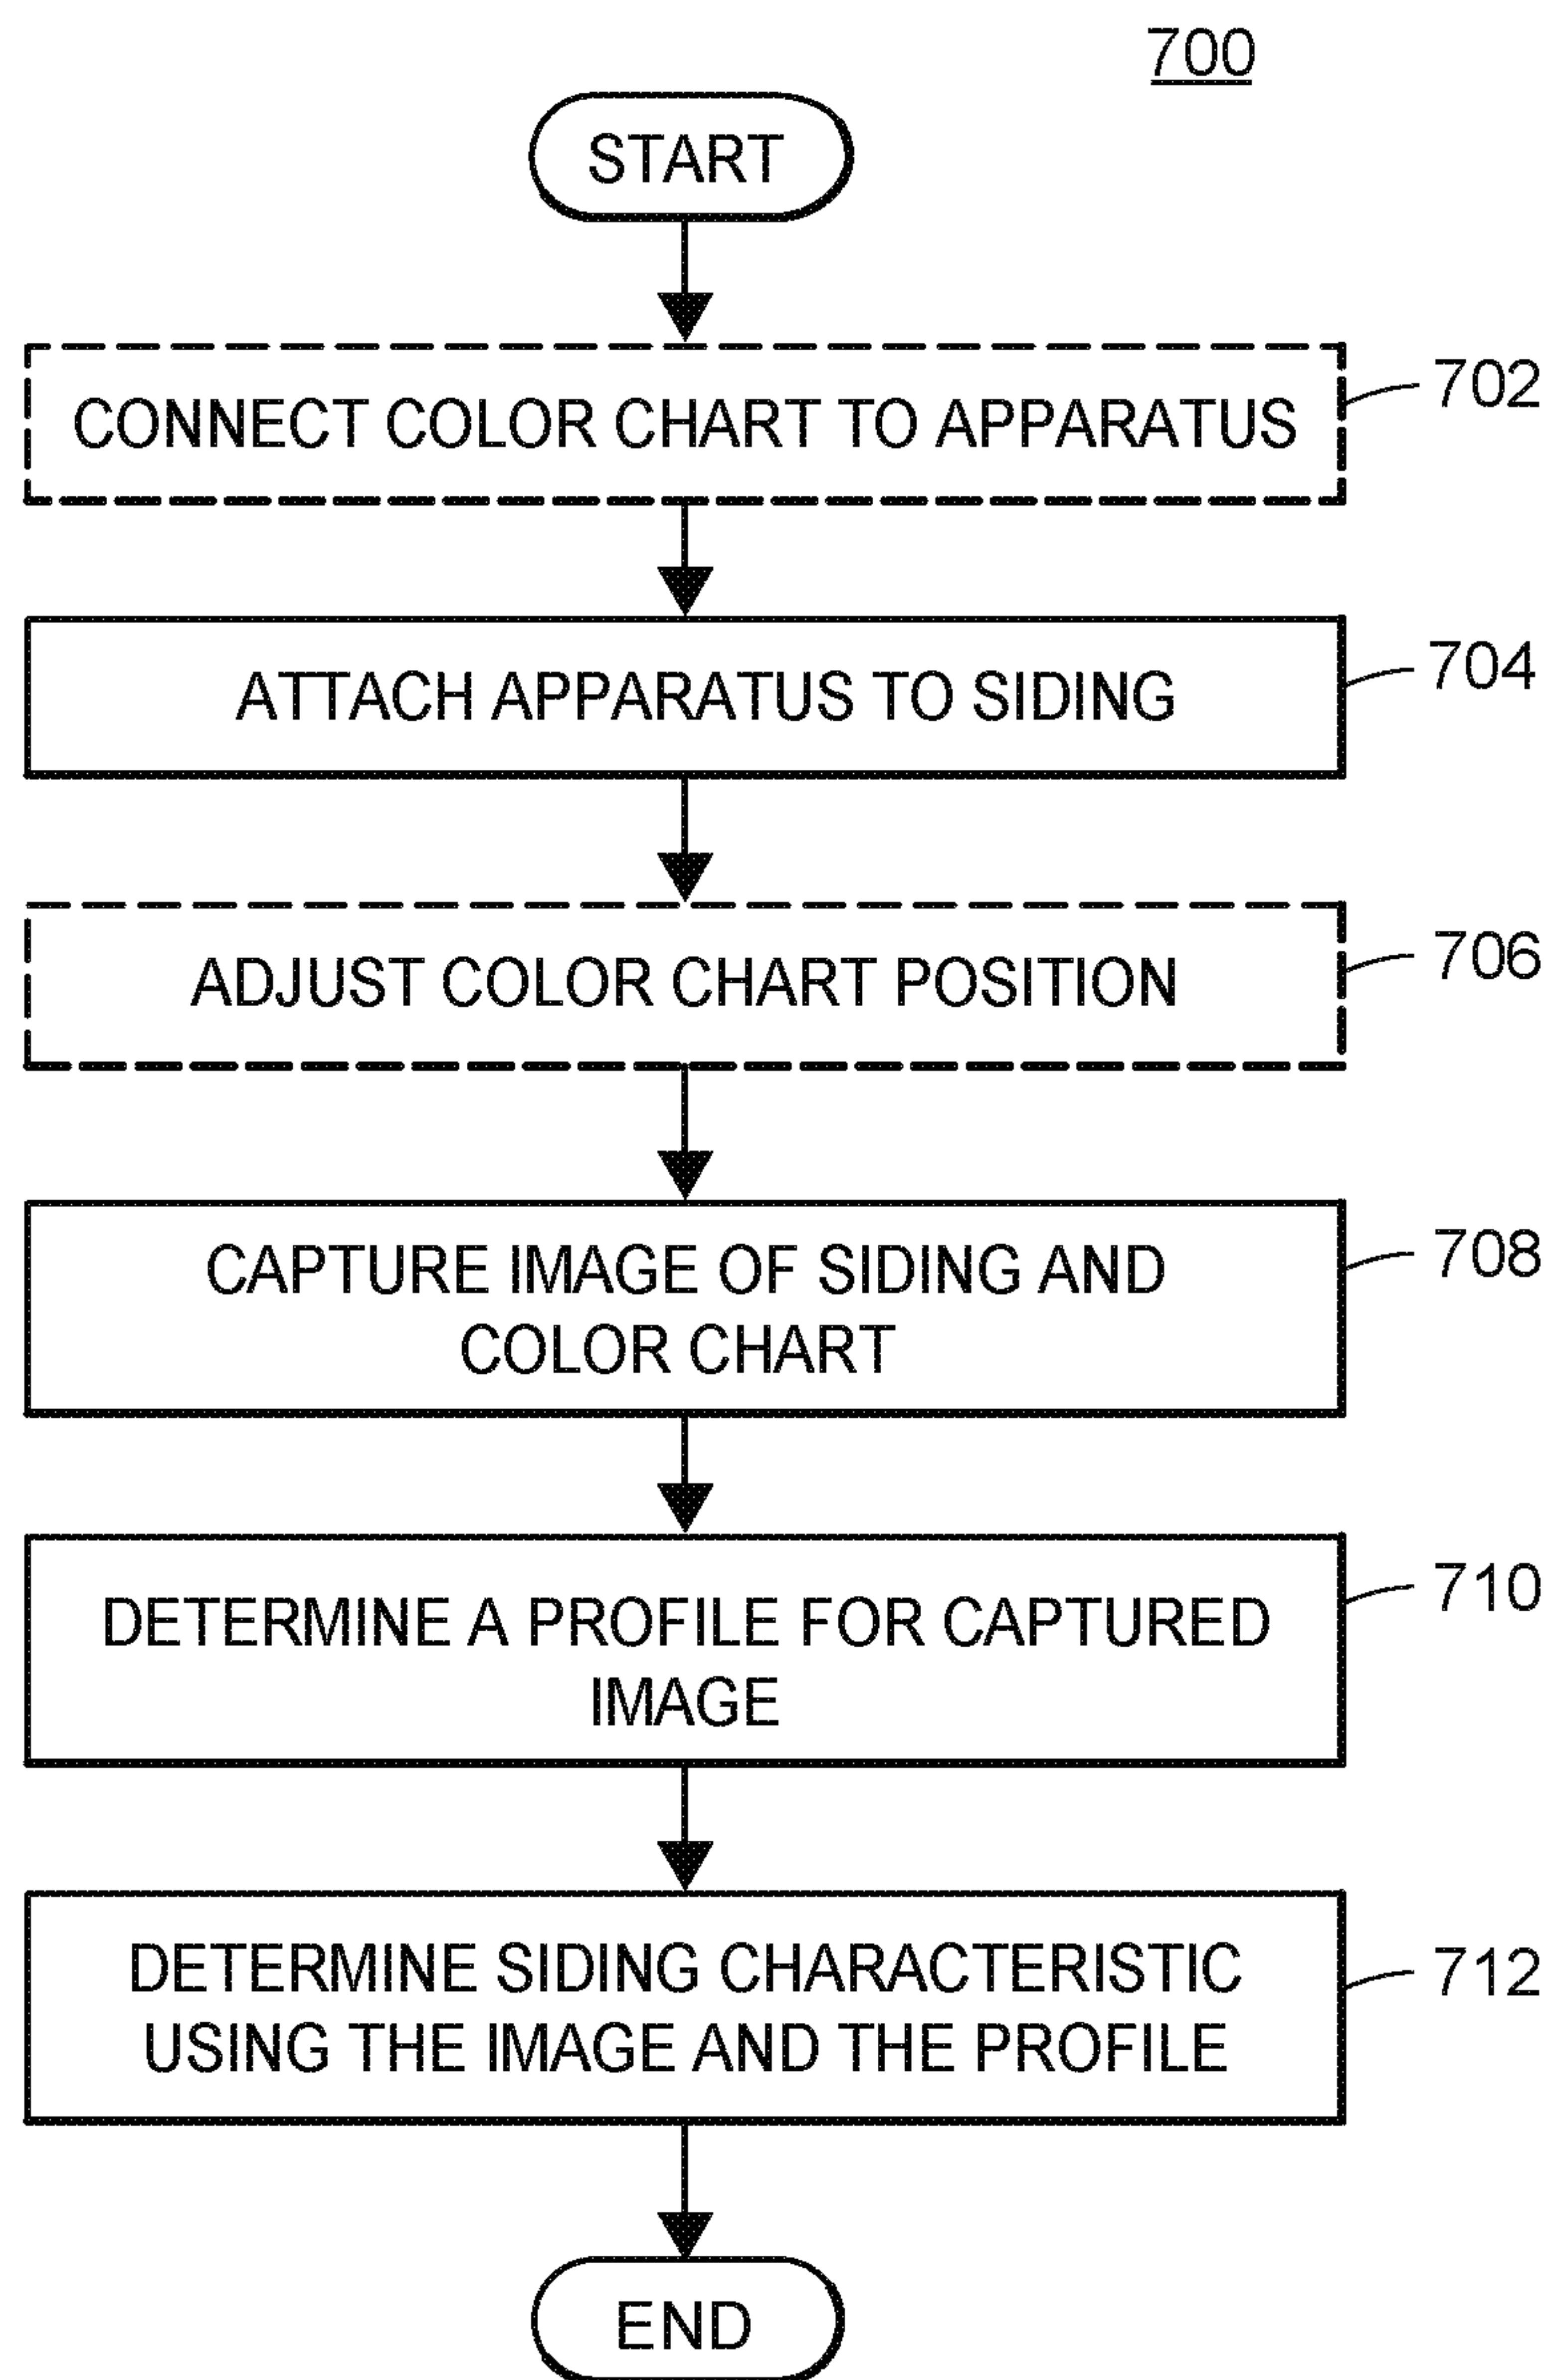 700
START
CONNECT COLOR CHART TO APPARATUS
702
ATTACH APPARATUS TO SIDING
704
ADJUST COLOR CHART POSITION
706
CAPTURE IMAGE OF SIDING AND
COLOR CHART
708
DETERMINE A PROFILE FOR CAPTURED
IMAGE
710
DETERMINE SIDING CHARACTERISTIC
USING THE IMAGE AND THE PROFILE
712
END